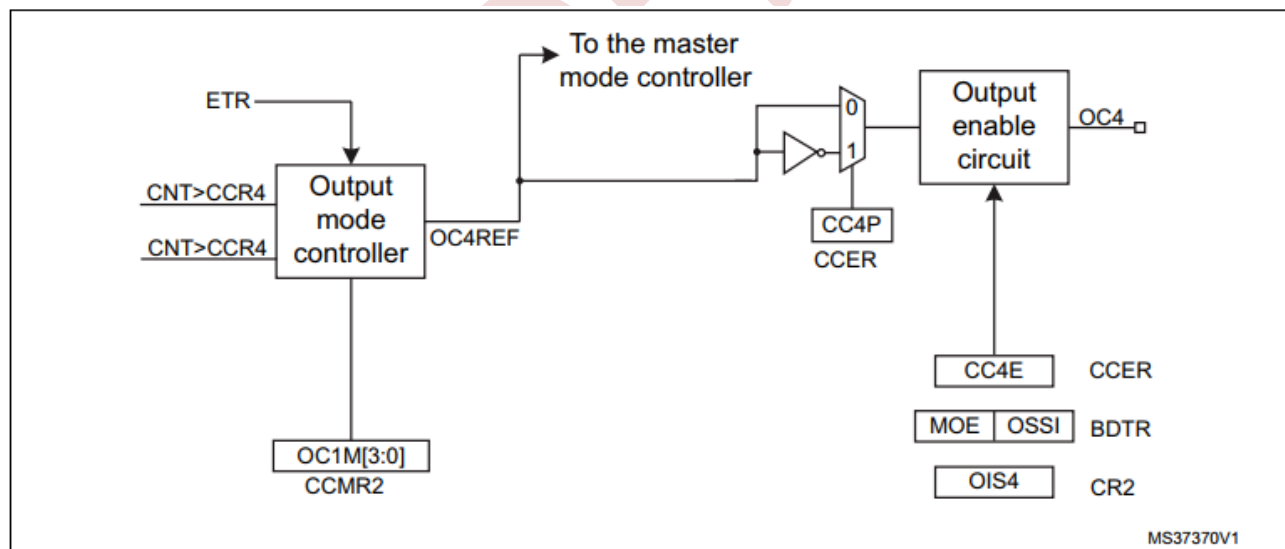 To the master
mode controller
ETR
CNT>CCR4
CNT>CCR4
Output
mode
controller
OC4REF
OC1M[3:0]
CCMR2
0
1
CC4P
CCER
Output
enable
circuit
OC4
CC4E CCER
MOE OSSI BDTR
OIS4 CR2
MS37370V1